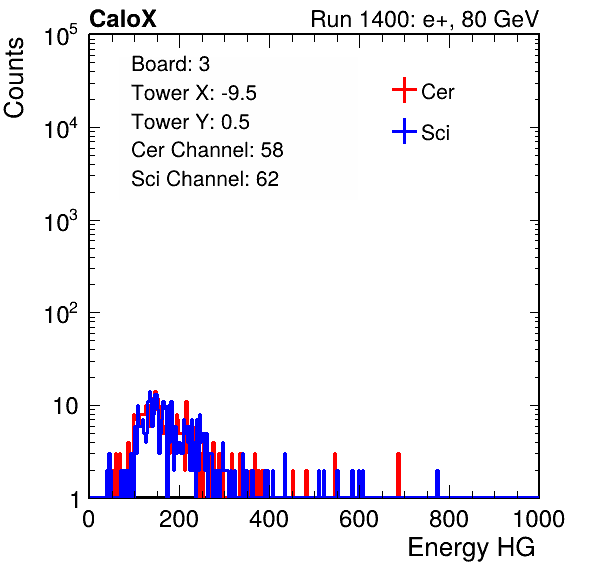 CaloX Run 1400: e+, 80 GeV
Counts
Board: 3
Tower X: -9.5
Tower Y: 0.5
Cer Channel: 58
Sci Channel: 62
Cer
Sci
10^5
10^4
10^3
10^2
10
1
0 200 400 600 800 1000
Energy HG